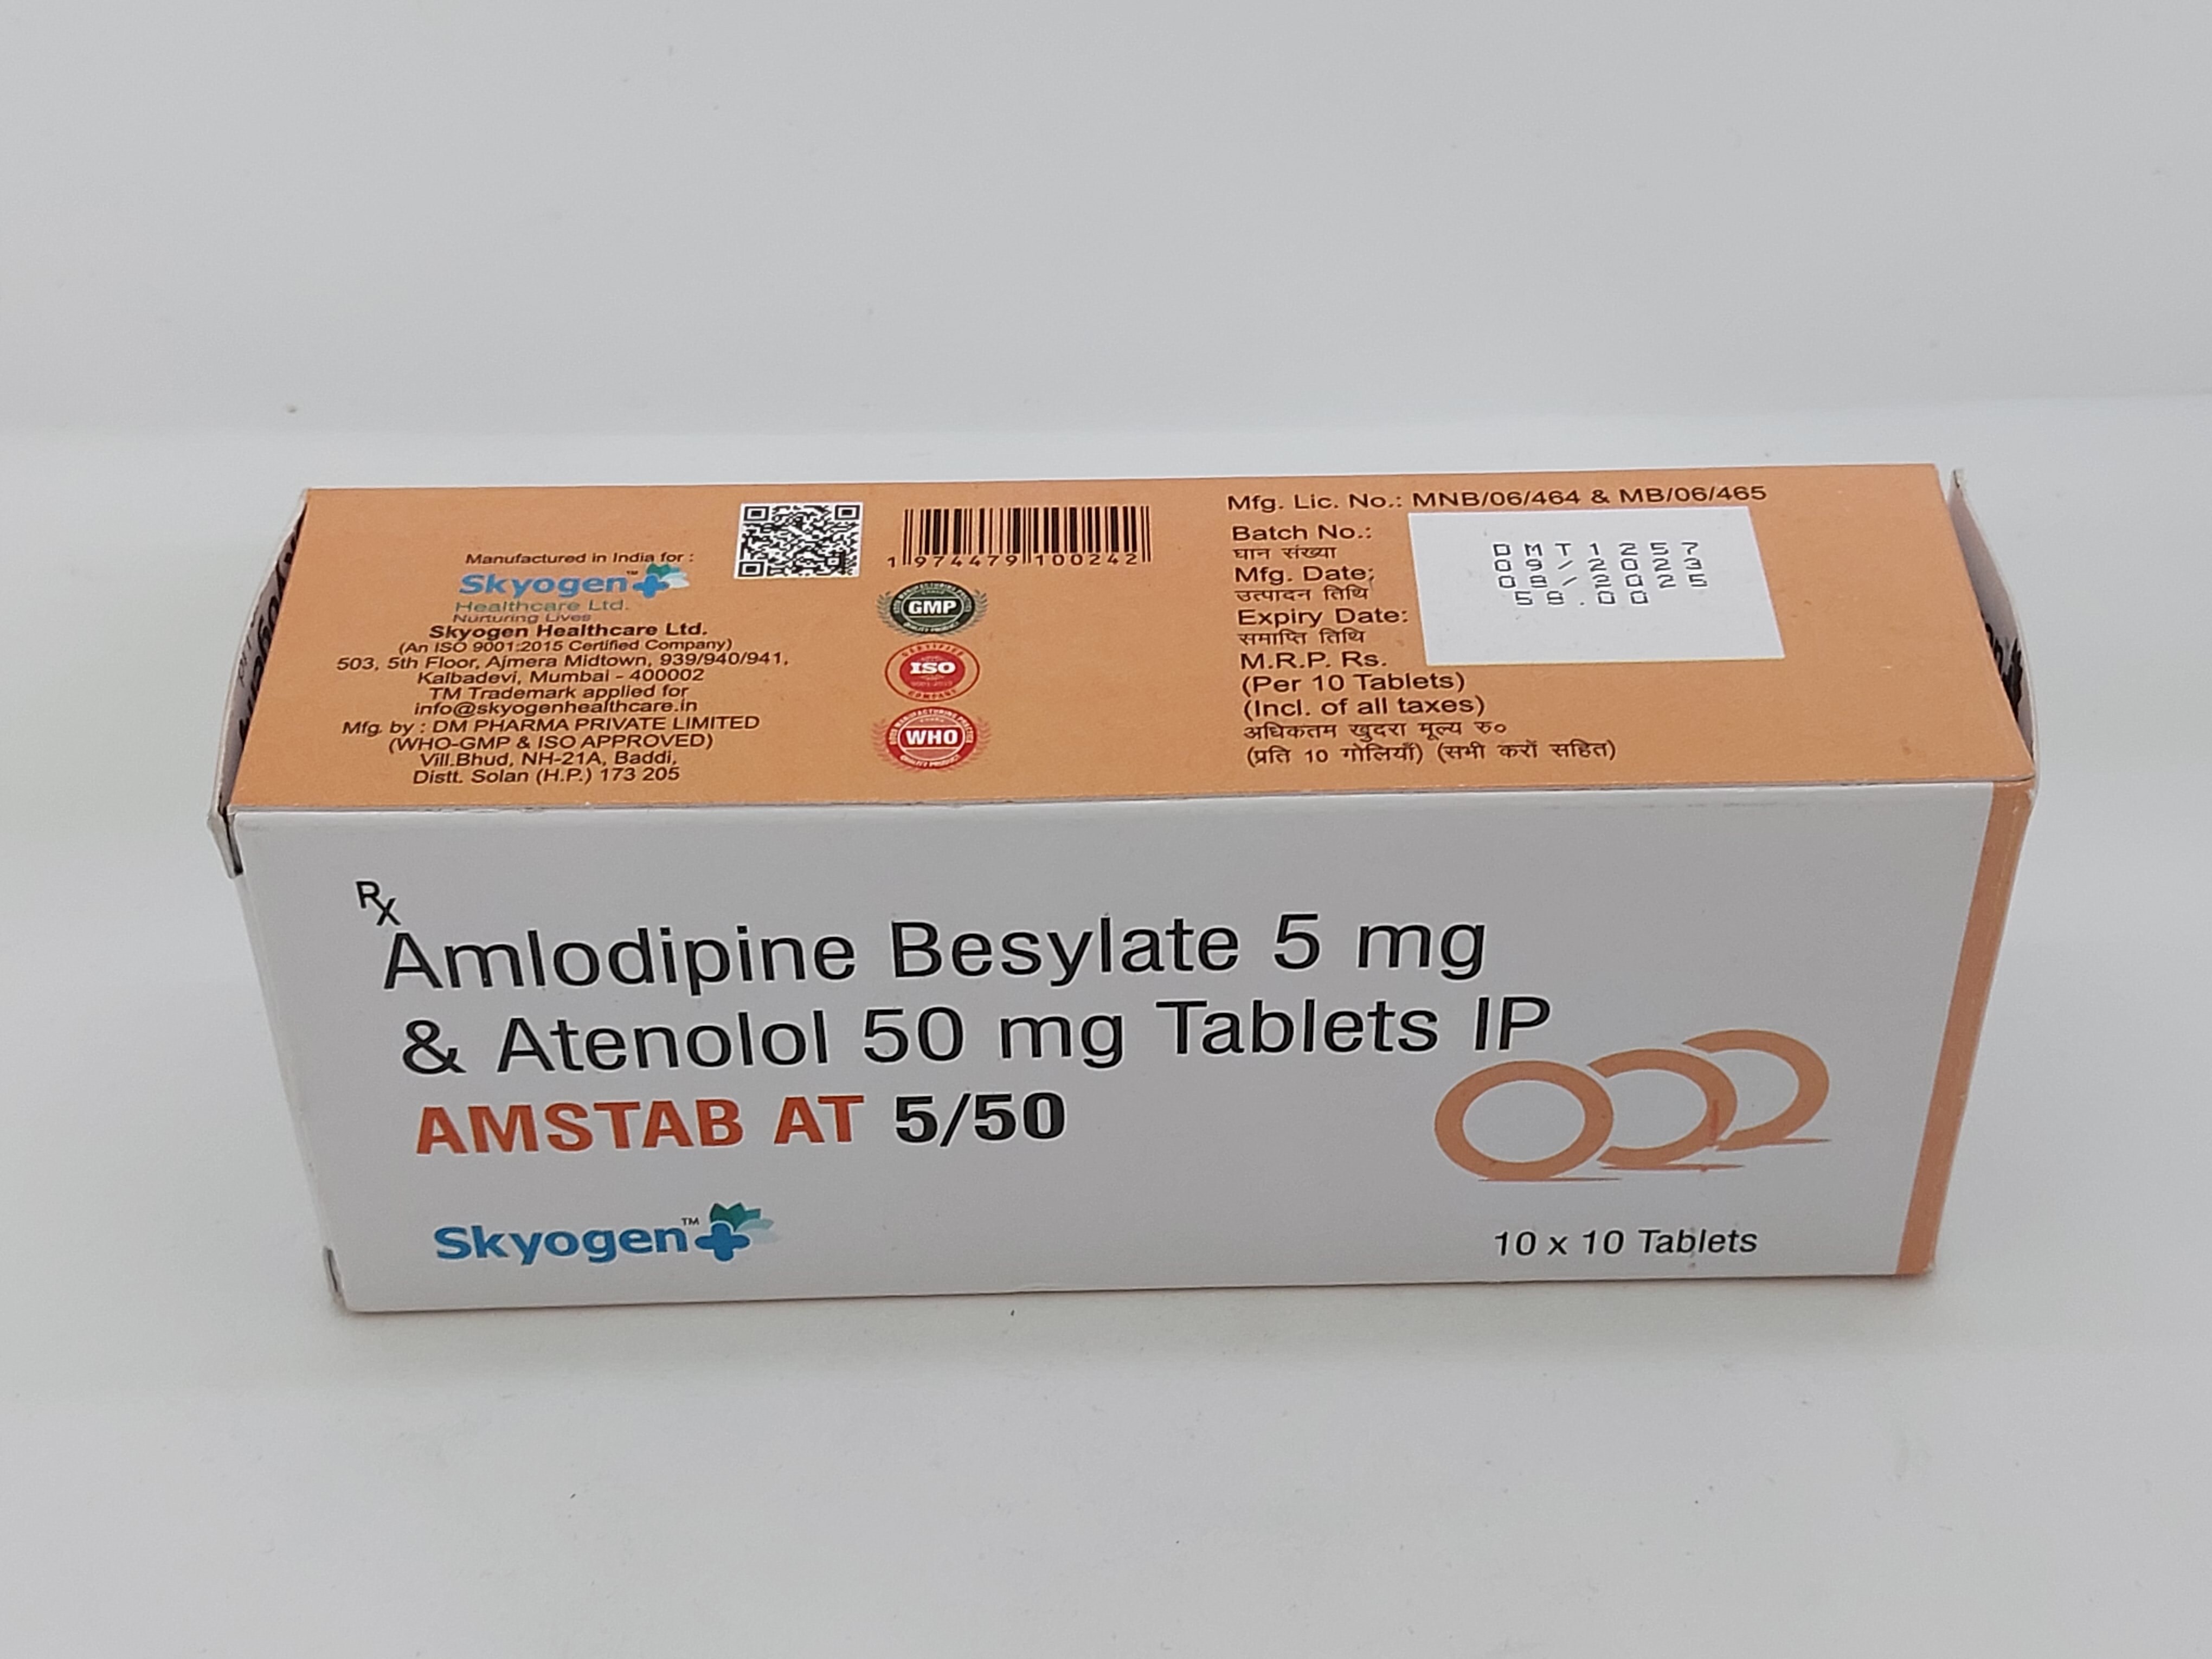 Manufactured in India for :
Skyogen™
Healthcare Ltd.
Nurturing Lives
Skyogen Healthcare Ltd.
(An ISO 9001:2015 Certified Company)
503, 5th Floor, Ajmera Midtown, 939/940/941,
Kalbadevi, Mumbai - 400002
TM Trademark applied for
info@skyogenhealthcare.in
Mfg. by : DM PHARMA PRIVATE LIMITED
(WHO-GMP & ISO APPROVED)
Vill.Bhud, NH-21A, Baddi,
Distt. Solan (H.P.) 173 205
1 974479 100242
GMP
CERTIFIED
ISO
COMPANY
WHO
Mfg. Lic. No.: MNB/06/464 & MB/06/465
Batch No.:
घान संख्या
Mfg. Date:
उत्पादन तिथि
Expiry Date:
समाप्ति तिथि
M.R.P. Rs.
(Per 10 Tablets)
(Incl. of all taxes)
अधिकतम खुदरा मूल्य रु०
(प्रति 10 गोलियाँ) (सभी करों सहित)
DMT1257
09/2023
08/2025
58.00
Rx
Amlodipine Besylate 5 mg
& Atenolol 50 mg Tablets IP
AMSTAB AT 5/50
Skyogen™
10 x 10 Tablets